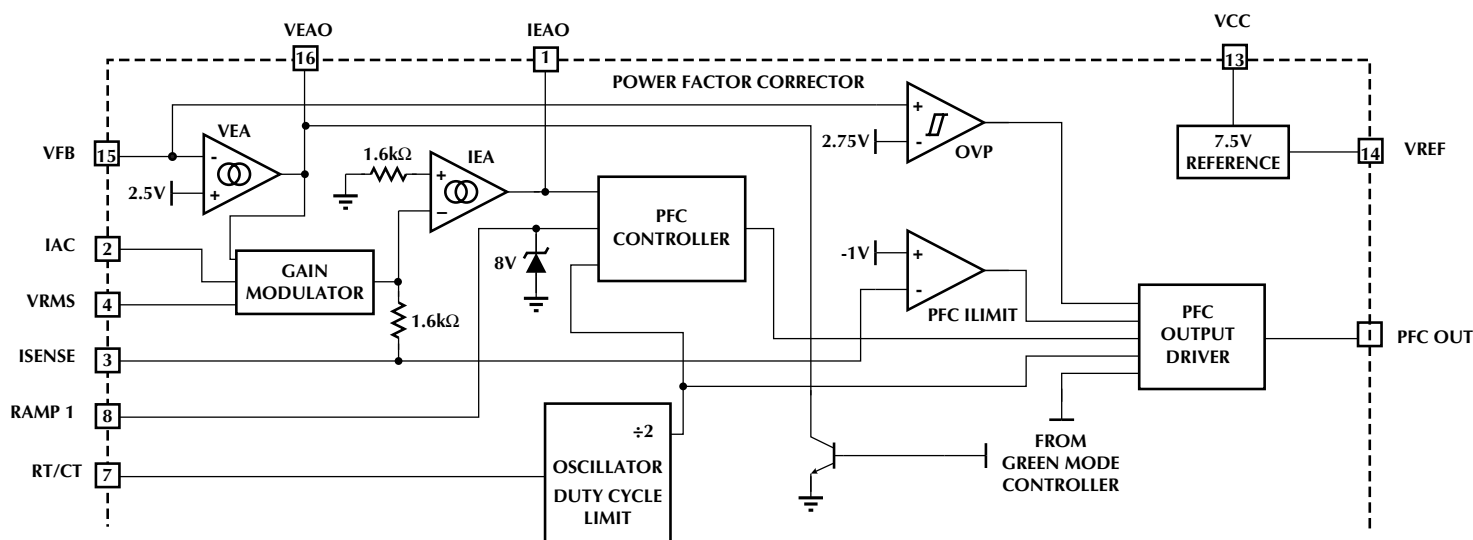 VEAO
IEAO
VCC
16
1
13
POWER FACTOR CORRECTOR
VEA
VFB
15
-
+
2.5V
1.6kΩ
IEA
+
–
2.75V
+
-
OVP
7.5V
REFERENCE
14
VREF
IAC
2
GAIN
MODULATOR
PFC
CONTROLLER
8V
-1V
+
-
PFC ILIMIT
VRMS
4
1.6kΩ
ISENSE
3
PFC
OUTPUT
DRIVER
PFC OUT
RAMP 1
8
÷2
RT/CT
7
OSCILLATOR
DUTY CYCLE
LIMIT
FROM
GREEN MODE
CONTROLLER